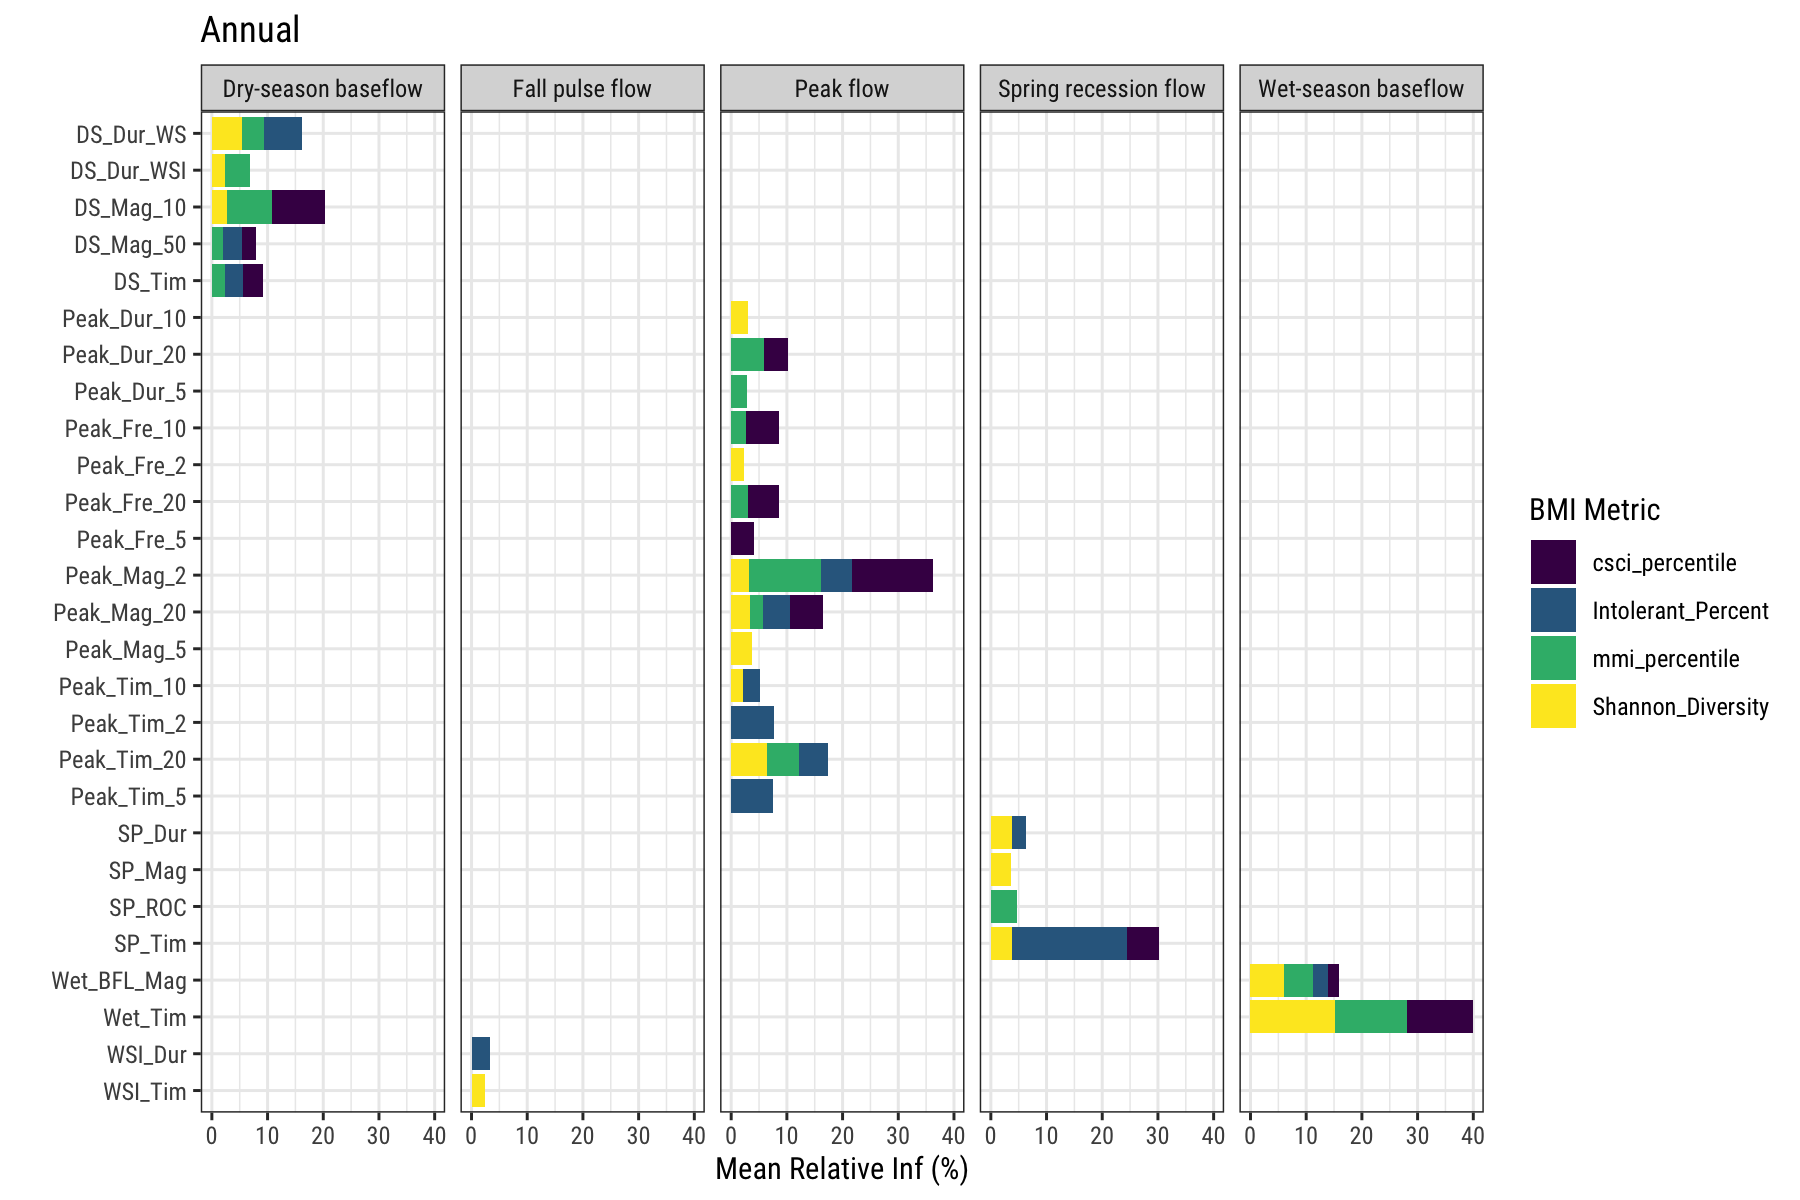 Annual
Dry-season baseflow
Fall pulse flow
Peak flow
Spring recession flow
Wet-season baseflow
DS_Dur_WS
DS_Dur_WSI
DS_Mag_10
DS_Mag_50
DS_Tim
Peak_Dur_10
Peak_Dur_20
Peak_Dur_5
Peak_Fre_10
Peak_Fre_2
Peak_Fre_20
Peak_Fre_5
Peak_Mag_2
Peak_Mag_20
Peak_Mag_5
Peak_Tim_10
Peak_Tim_2
Peak_Tim_20
Peak_Tim_5
SP_Dur
SP_Mag
SP_ROC
SP_Tim
Wet_BFL_Mag
Wet_Tim
WSI_Dur
WSI_Tim
0 10 20 30 40
0 10 20 30 40
0 10 20 30 40
0 10 20 30 40
0 10 20 30 40
Mean Relative Inf (%)
BMI Metric
csci_percentile
Intolerant_Percent
mmi_percentile
Shannon_Diversity